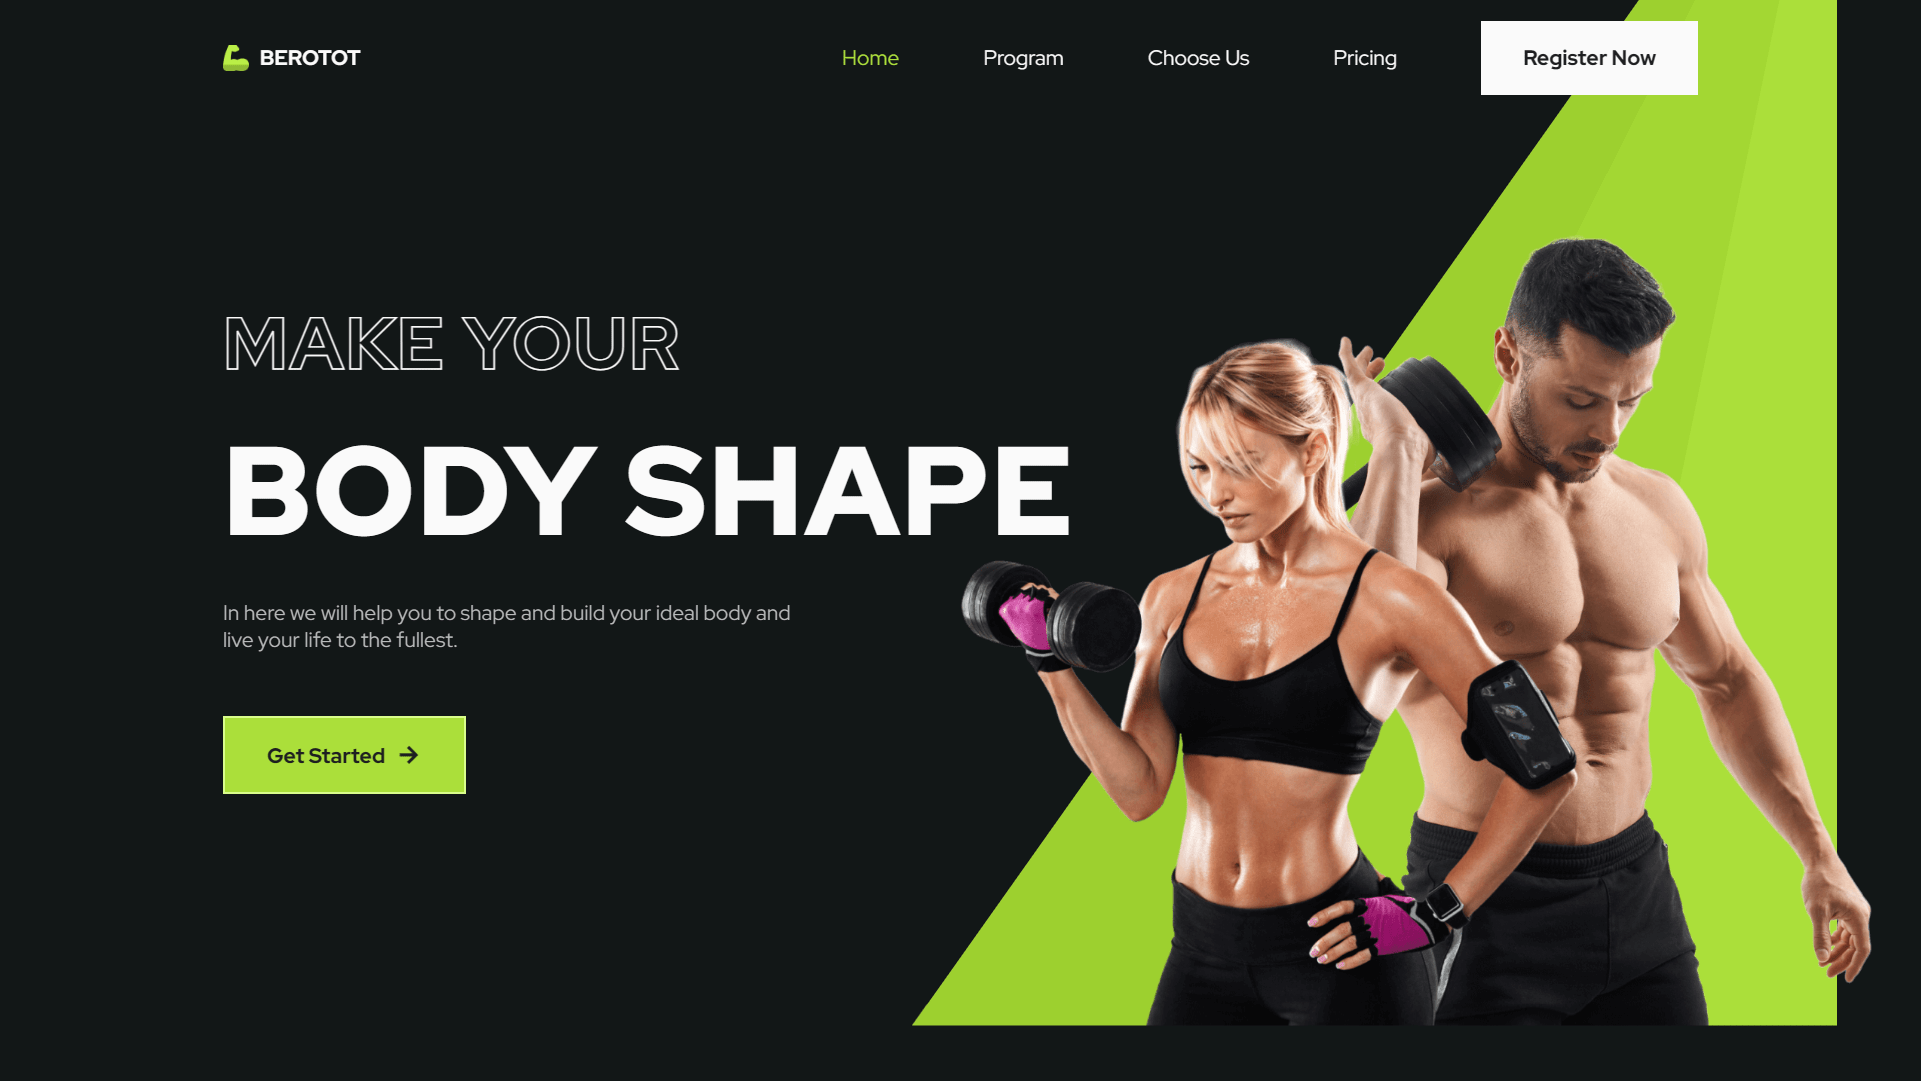 BEROTOT
Home
Program
Choose Us
Pricing
Register Now
MAKE YOUR
BODY SHAPE
In here we will help you to shape and build your ideal body and
live your life to the fullest.
Get Started